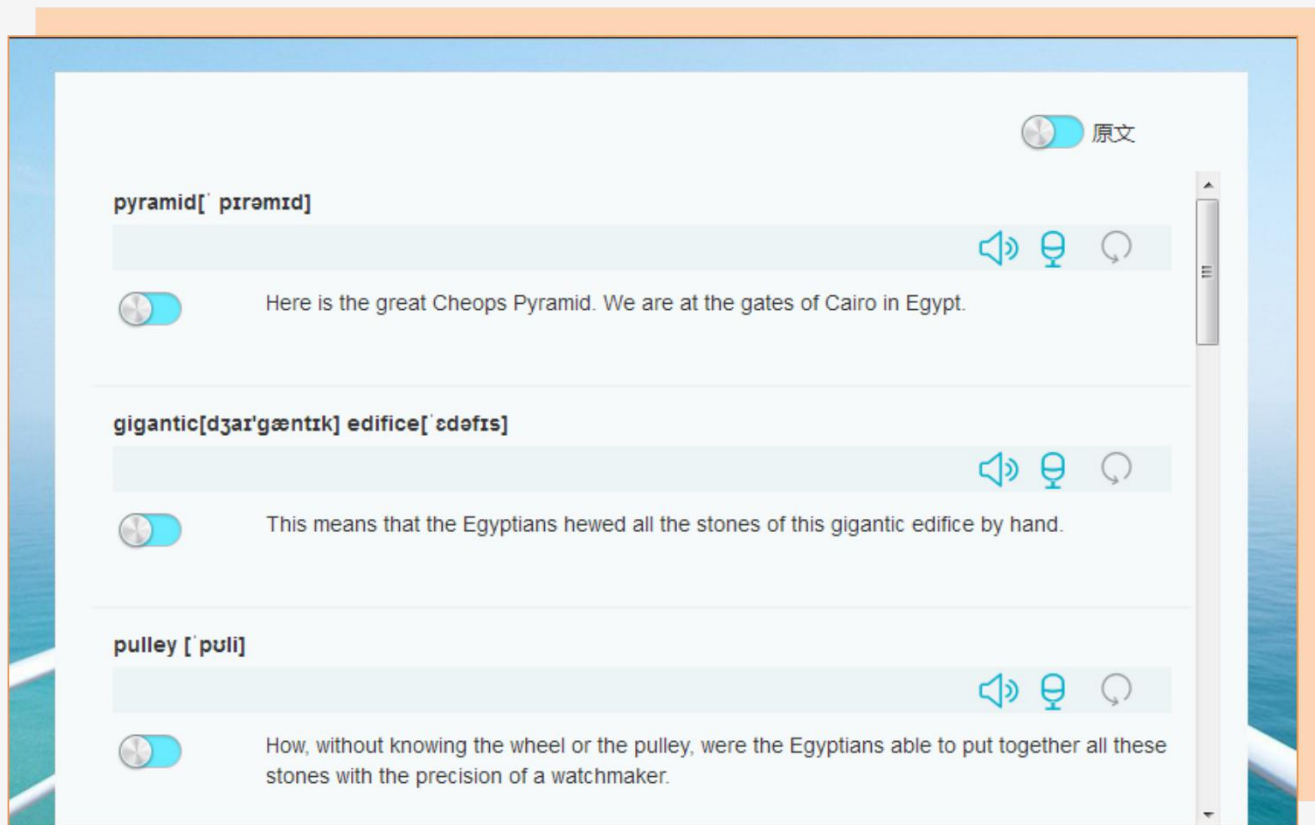 原文
pyramid[ˈ pɪrəmɪd]
Here is the great Cheops Pyramid. We are at the gates of Cairo in Egypt.
gigantic[dʒaɪ'gæntɪk] edifice[ˈɛdəfɪs]
This means that the Egyptians hewed all the stones of this gigantic edifice by hand.
pulley [ˈpʊli]
How, without knowing the wheel or the pulley, were the Egyptians able to put together all these
stones with the precision of a watchmaker.